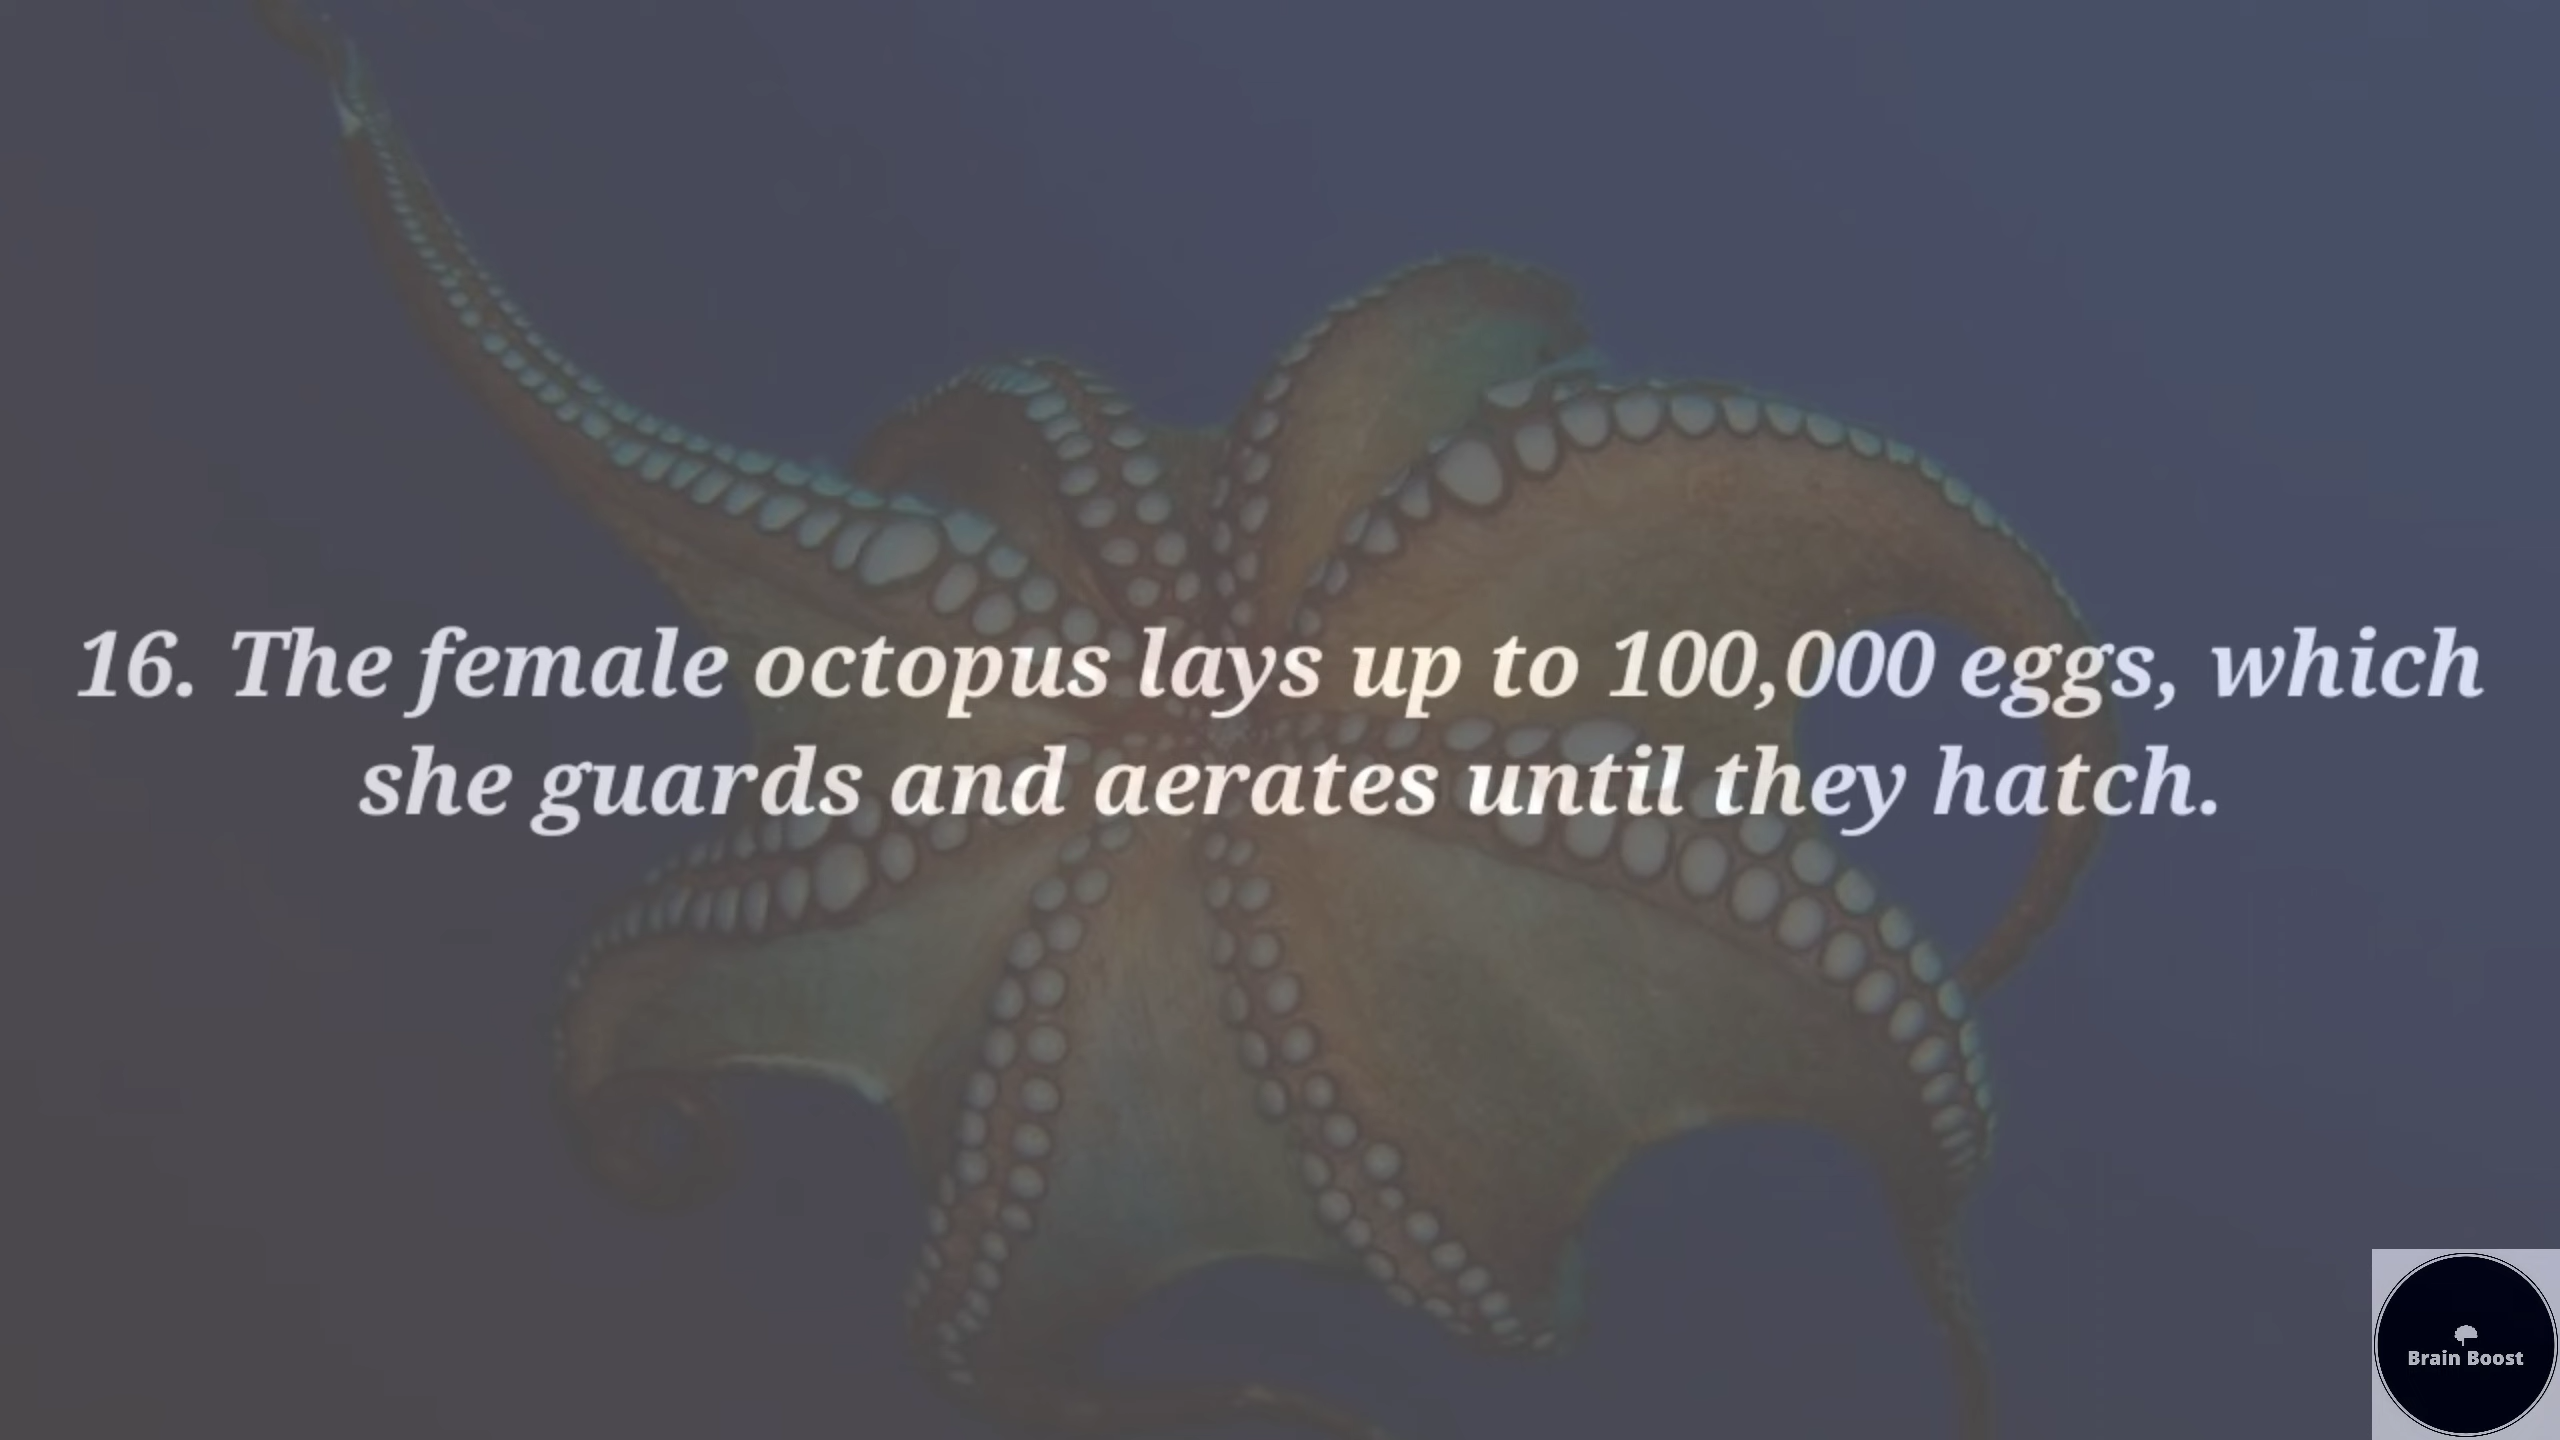 16. The female octopus lays up to 100,000 eggs, which
she guards and aerates until they hatch.
Brain Boost